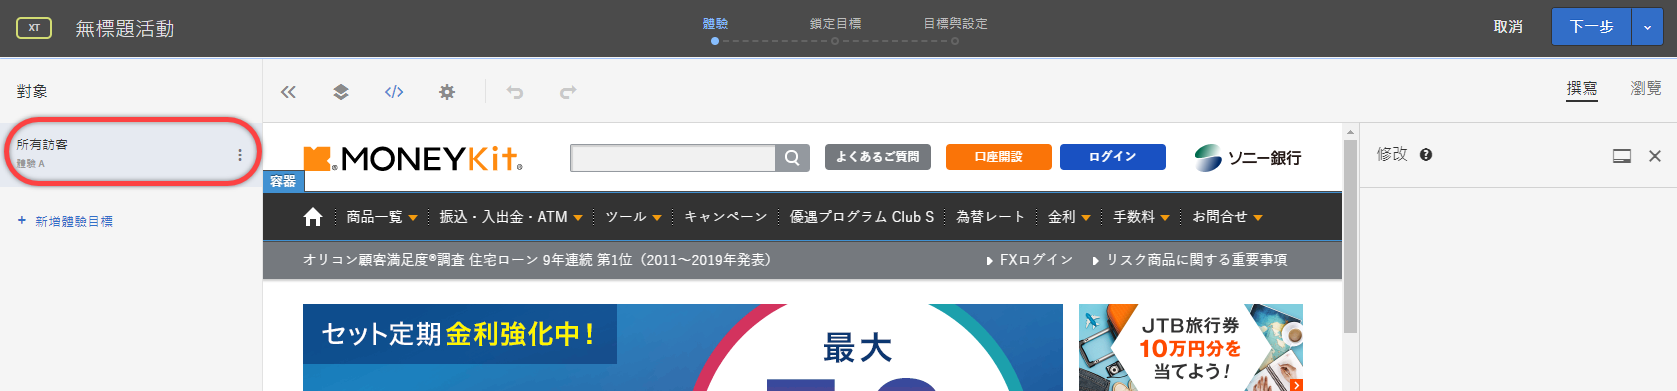 XT
無標題活動
體驗
鎖定目標
目標與設定
取消
下一步
對象
</>
撰寫
瀏覽
所有訪客
體驗 A
+ 新增體驗目標
MONEYKit
よくあるご質問
口座開設
ログイン
ソニー銀行
修改
容器
商品一覧
振込・入出金・ATM
ツール
キャンペーン
優遇プログラム Club S
為替レート
金利
手数料
お問合せ
オリコン顧客満足度®調査 住宅ローン 9年連続 第1位（2011～2019年発表）
FXログイン
リスク商品に関する重要事項
セット定期 金利強化中！
最大
JTB旅行券
10万円分を
当てよう！